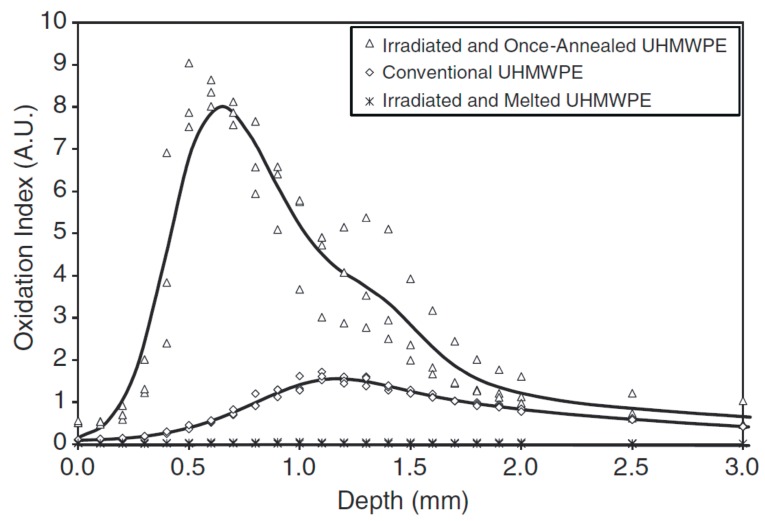 10
9
8
7
6
5
4
3
2
1
0
Oxidation Index (A.U.)
Irradiated and Once-Annealed UHMWPE
Conventional UHMWPE
Irradiated and Melted UHMWPE
0.0 0.5 1.0 1.5 2.0 2.5 3.0
Depth (mm)